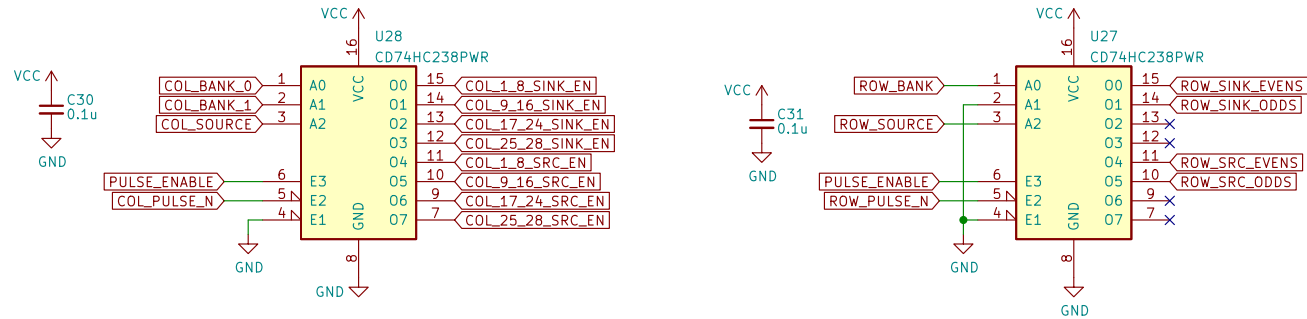 VCC
16
U28
CD74HC238PWR
VCC
C30
0.1u
GND
COL_BANK_0 1 A0 VCC O0 15 COL_1_8_SINK_EN
COL_BANK_1 2 A1 O1 14 COL_9_16_SINK_EN
COL_SOURCE 3 A2 O2 13 COL_17_24_SINK_EN
O3 12 COL_25_28_SINK_EN
O4 11 COL_1_8_SRC_EN
PULSE_ENABLE 6 E3 O5 10 COL_9_16_SRC_EN
COL_PULSE_N 5 E2 O6 9 COL_17_24_SRC_EN
4 E1 GND O7 7 COL_25_28_SRC_EN
GND
8
GND
VCC
16
U27
CD74HC238PWR
VCC
C31
0.1u
GND
ROW_BANK 1 A0 VCC O0 15 ROW_SINK_EVENS
2 A1 O1 14 ROW_SINK_ODDS
ROW_SOURCE 3 A2 O2 13
O3 12
O4 11 ROW_SRC_EVENS
PULSE_ENABLE 6 E3 O5 10 ROW_SRC_ODDS
ROW_PULSE_N 5 E2 O6 9
4 E1 GND O7 7
GND
8
GND